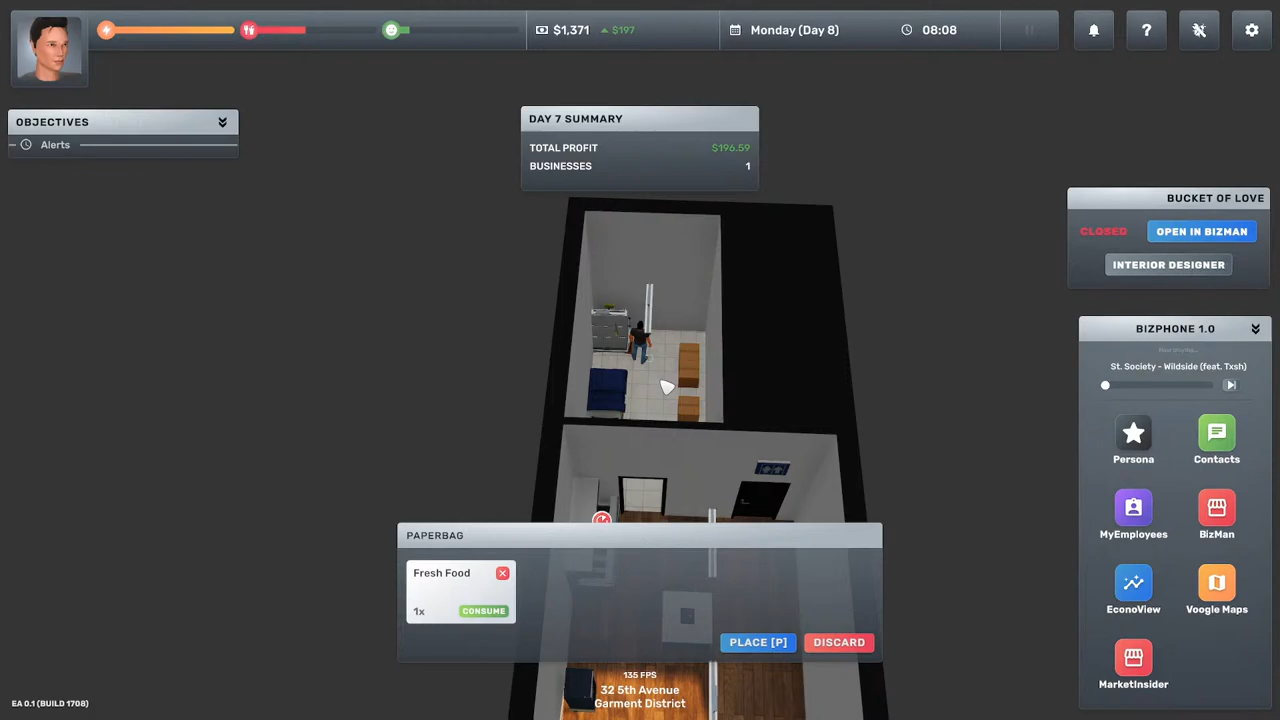 $1,371
$197
Monday (Day 8)
08:08
?
OBJECTIVES
Alerts
DAY 7 SUMMARY
TOTAL PROFIT $196.59
BUSINESSES 1
BUCKET OF LOVE
CLOSED
OPEN IN BIZMAN
INTERIOR DESIGNER
BIZPHONE 1.0
Now playing...
St. Society - Wildside (feat. Txsh)
Persona
Contacts
MyEmployees
BizMan
EconoView
Voogle Maps
MarketInsider
PAPERBAG
Fresh Food
1x
CONSUME
PLACE [P]
DISCARD
135 FPS
32 5th Avenue
Garment District
EA 0.1 (BUILD 1708)